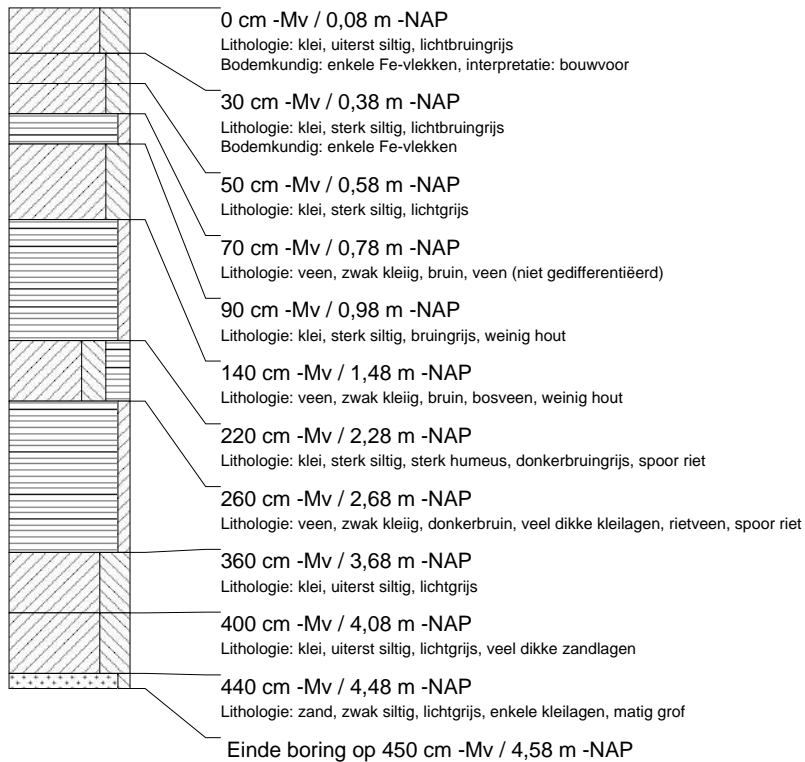 0 cm -Mv / 0,08 m -NAP
Lithologie: klei, uiterst siltig, lichtbruingrijs
Bodemkundig: enkele Fe-vlekken, interpretatie: bouwvoor
30 cm -Mv / 0,38 m -NAP
Lithologie: klei, sterk siltig, lichtbruingrijs
Bodemkundig: enkele Fe-vlekken
50 cm -Mv / 0,58 m -NAP
Lithologie: klei, sterk siltig, lichtgrijs
70 cm -Mv / 0,78 m -NAP
Lithologie: veen, zwak kleiig, bruin, veen (niet gedifferentiëerd)
90 cm -Mv / 0,98 m -NAP
Lithologie: klei, sterk siltig, bruingrijs, weinig hout
140 cm -Mv / 1,48 m -NAP
Lithologie: veen, zwak kleiig, bruin, bosveen, weinig hout
220 cm -Mv / 2,28 m -NAP
Lithologie: klei, sterk siltig, sterk humeus, donkerbruingrijs, spoor riet
260 cm -Mv / 2,68 m -NAP
Lithologie: veen, zwak kleiig, donkerbruin, veel dikke kleilagen, rietveen, spoor riet
360 cm -Mv / 3,68 m -NAP
Lithologie: klei, uiterst siltig, lichtgrijs
400 cm -Mv / 4,08 m -NAP
Lithologie: klei, uiterst siltig, lichtgrijs, veel dikke zandlagen
440 cm -Mv / 4,48 m -NAP
Lithologie: zand, zwak siltig, lichtgrijs, enkele kleilagen, matig grof
Einde boring op 450 cm -Mv / 4,58 m -NAP